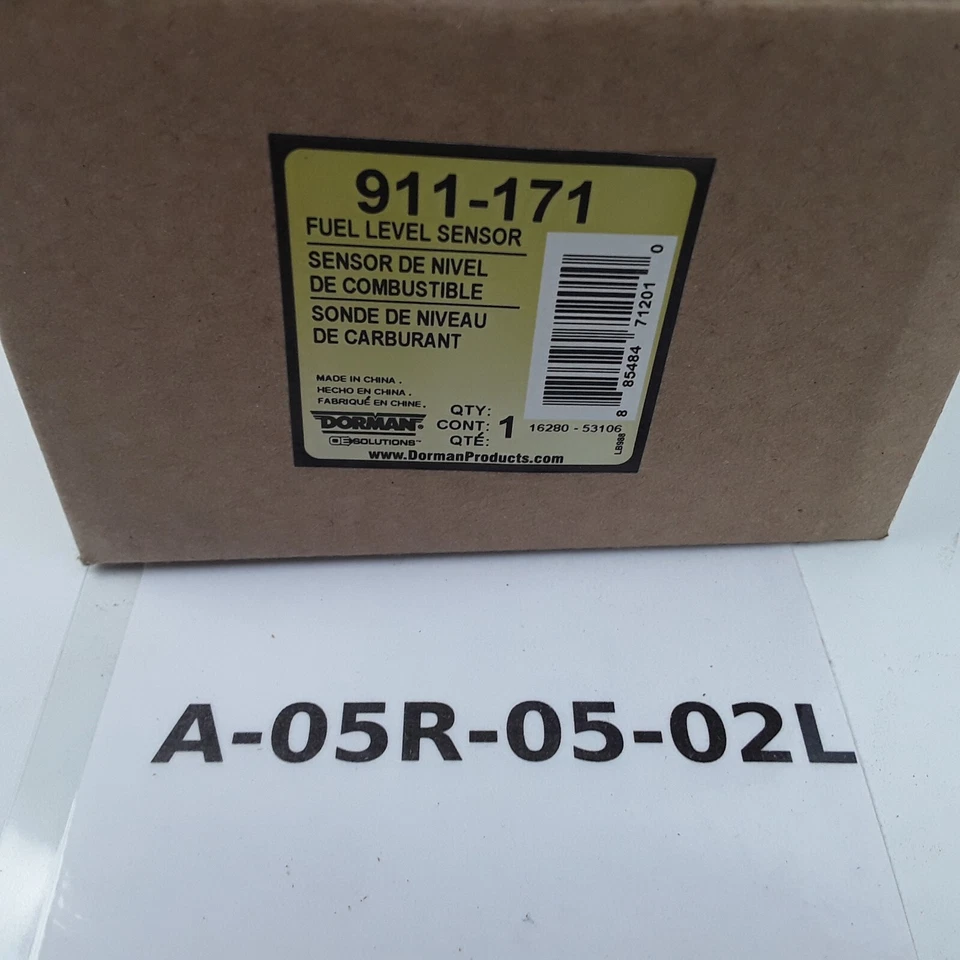 911-171
FUEL LEVEL SENSOR
SENSOR DE NIVEL
DE COMBUSTIBLE
SONDE DE NIVEAU
DE CARBURANT
MADE IN CHINA .
HECHO EN CHINA .
FABRIQUÉ EN CHINE .
DORMAN
OE SOLUTIONS™
QTY:
CONT: 1
QTÉ:
8 85484 71201 0
16280 - 53106
LB988
www.DormanProducts.com
A-05R-05-02L